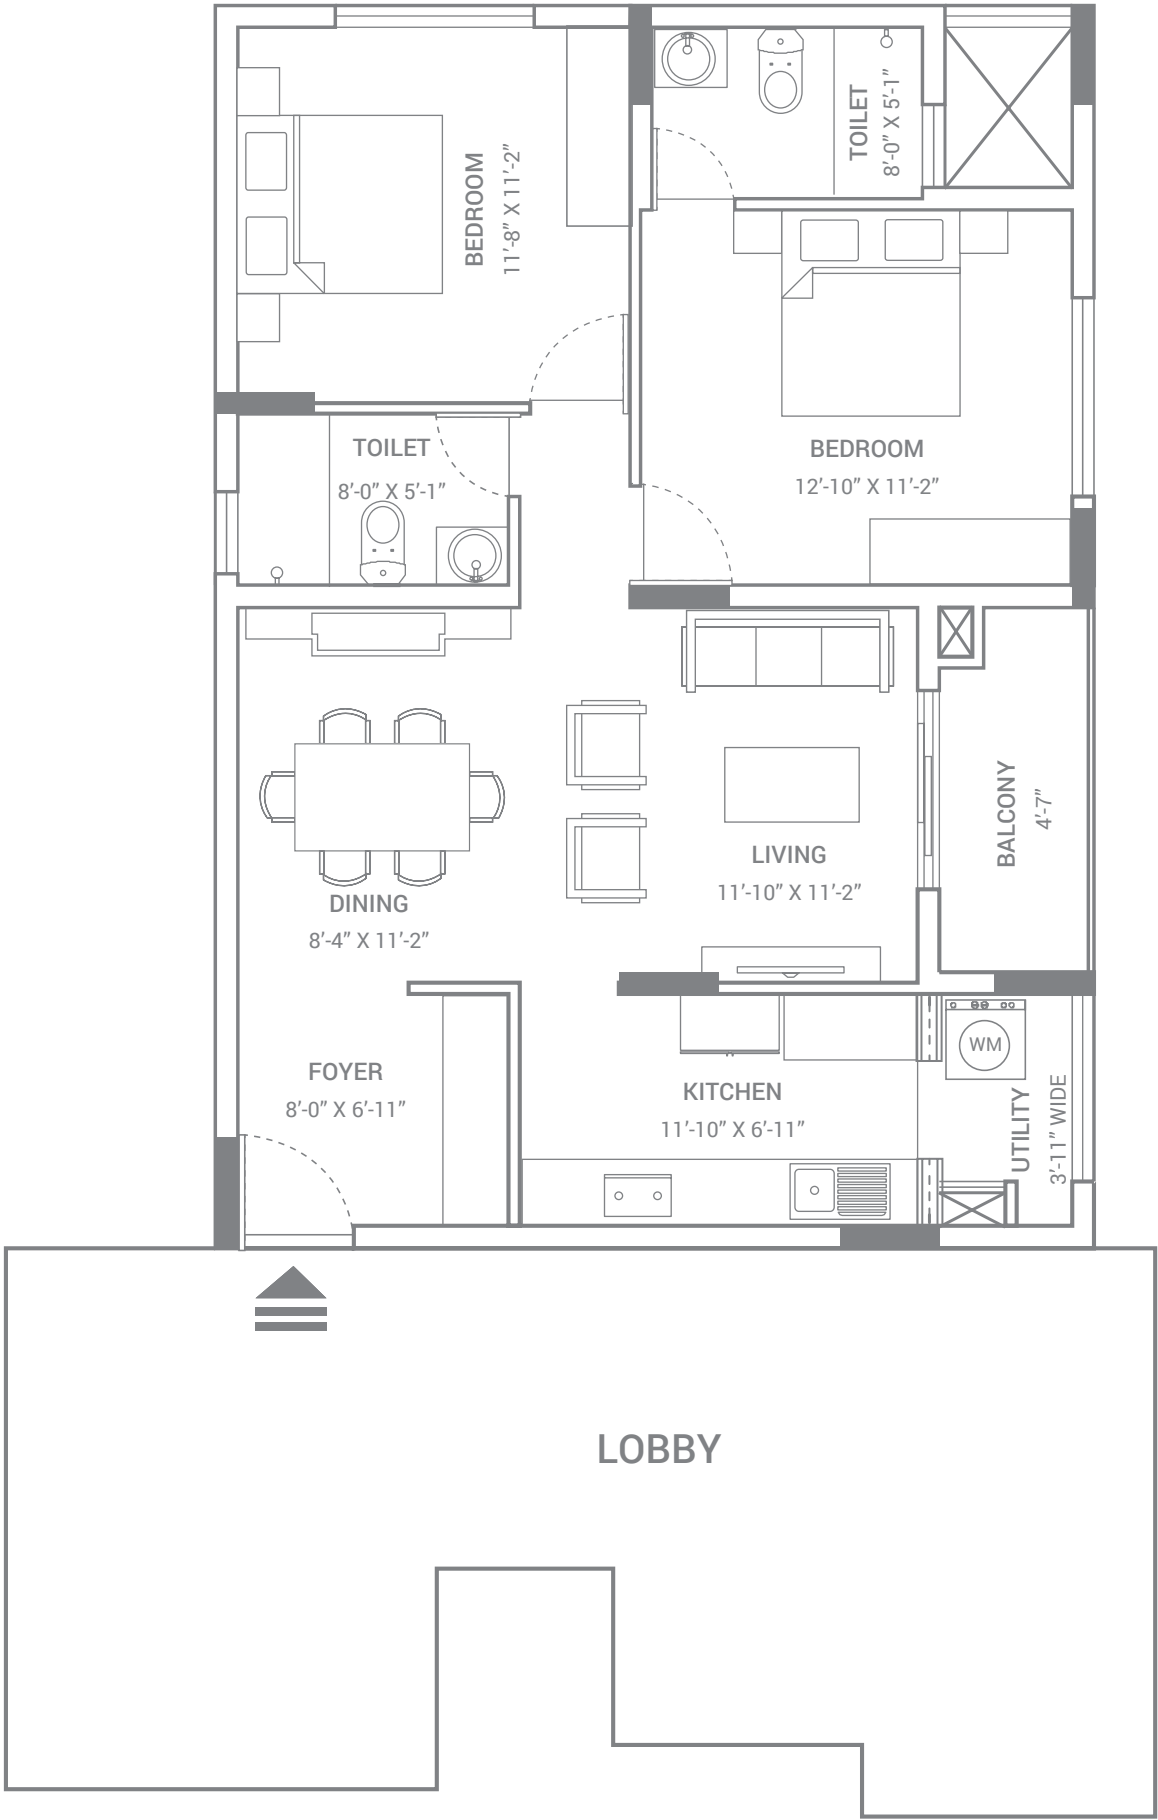 BEDROOM
11’-8” X 11’-2”
TOILET
8’-0” X 5’-1”
TOILET
8’-0” X 5’-1”
BEDROOM
12’-10” X 11’-2”
LIVING
11’-10” X 11’-2”
BALCONY
4’-7”
DINING
8’-4” X 11’-2”
FOYER
8’-0” X 6’-11”
KITCHEN
11’-10” X 6’-11”
WM
UTILITY
3’-11” WIDE
LOBBY